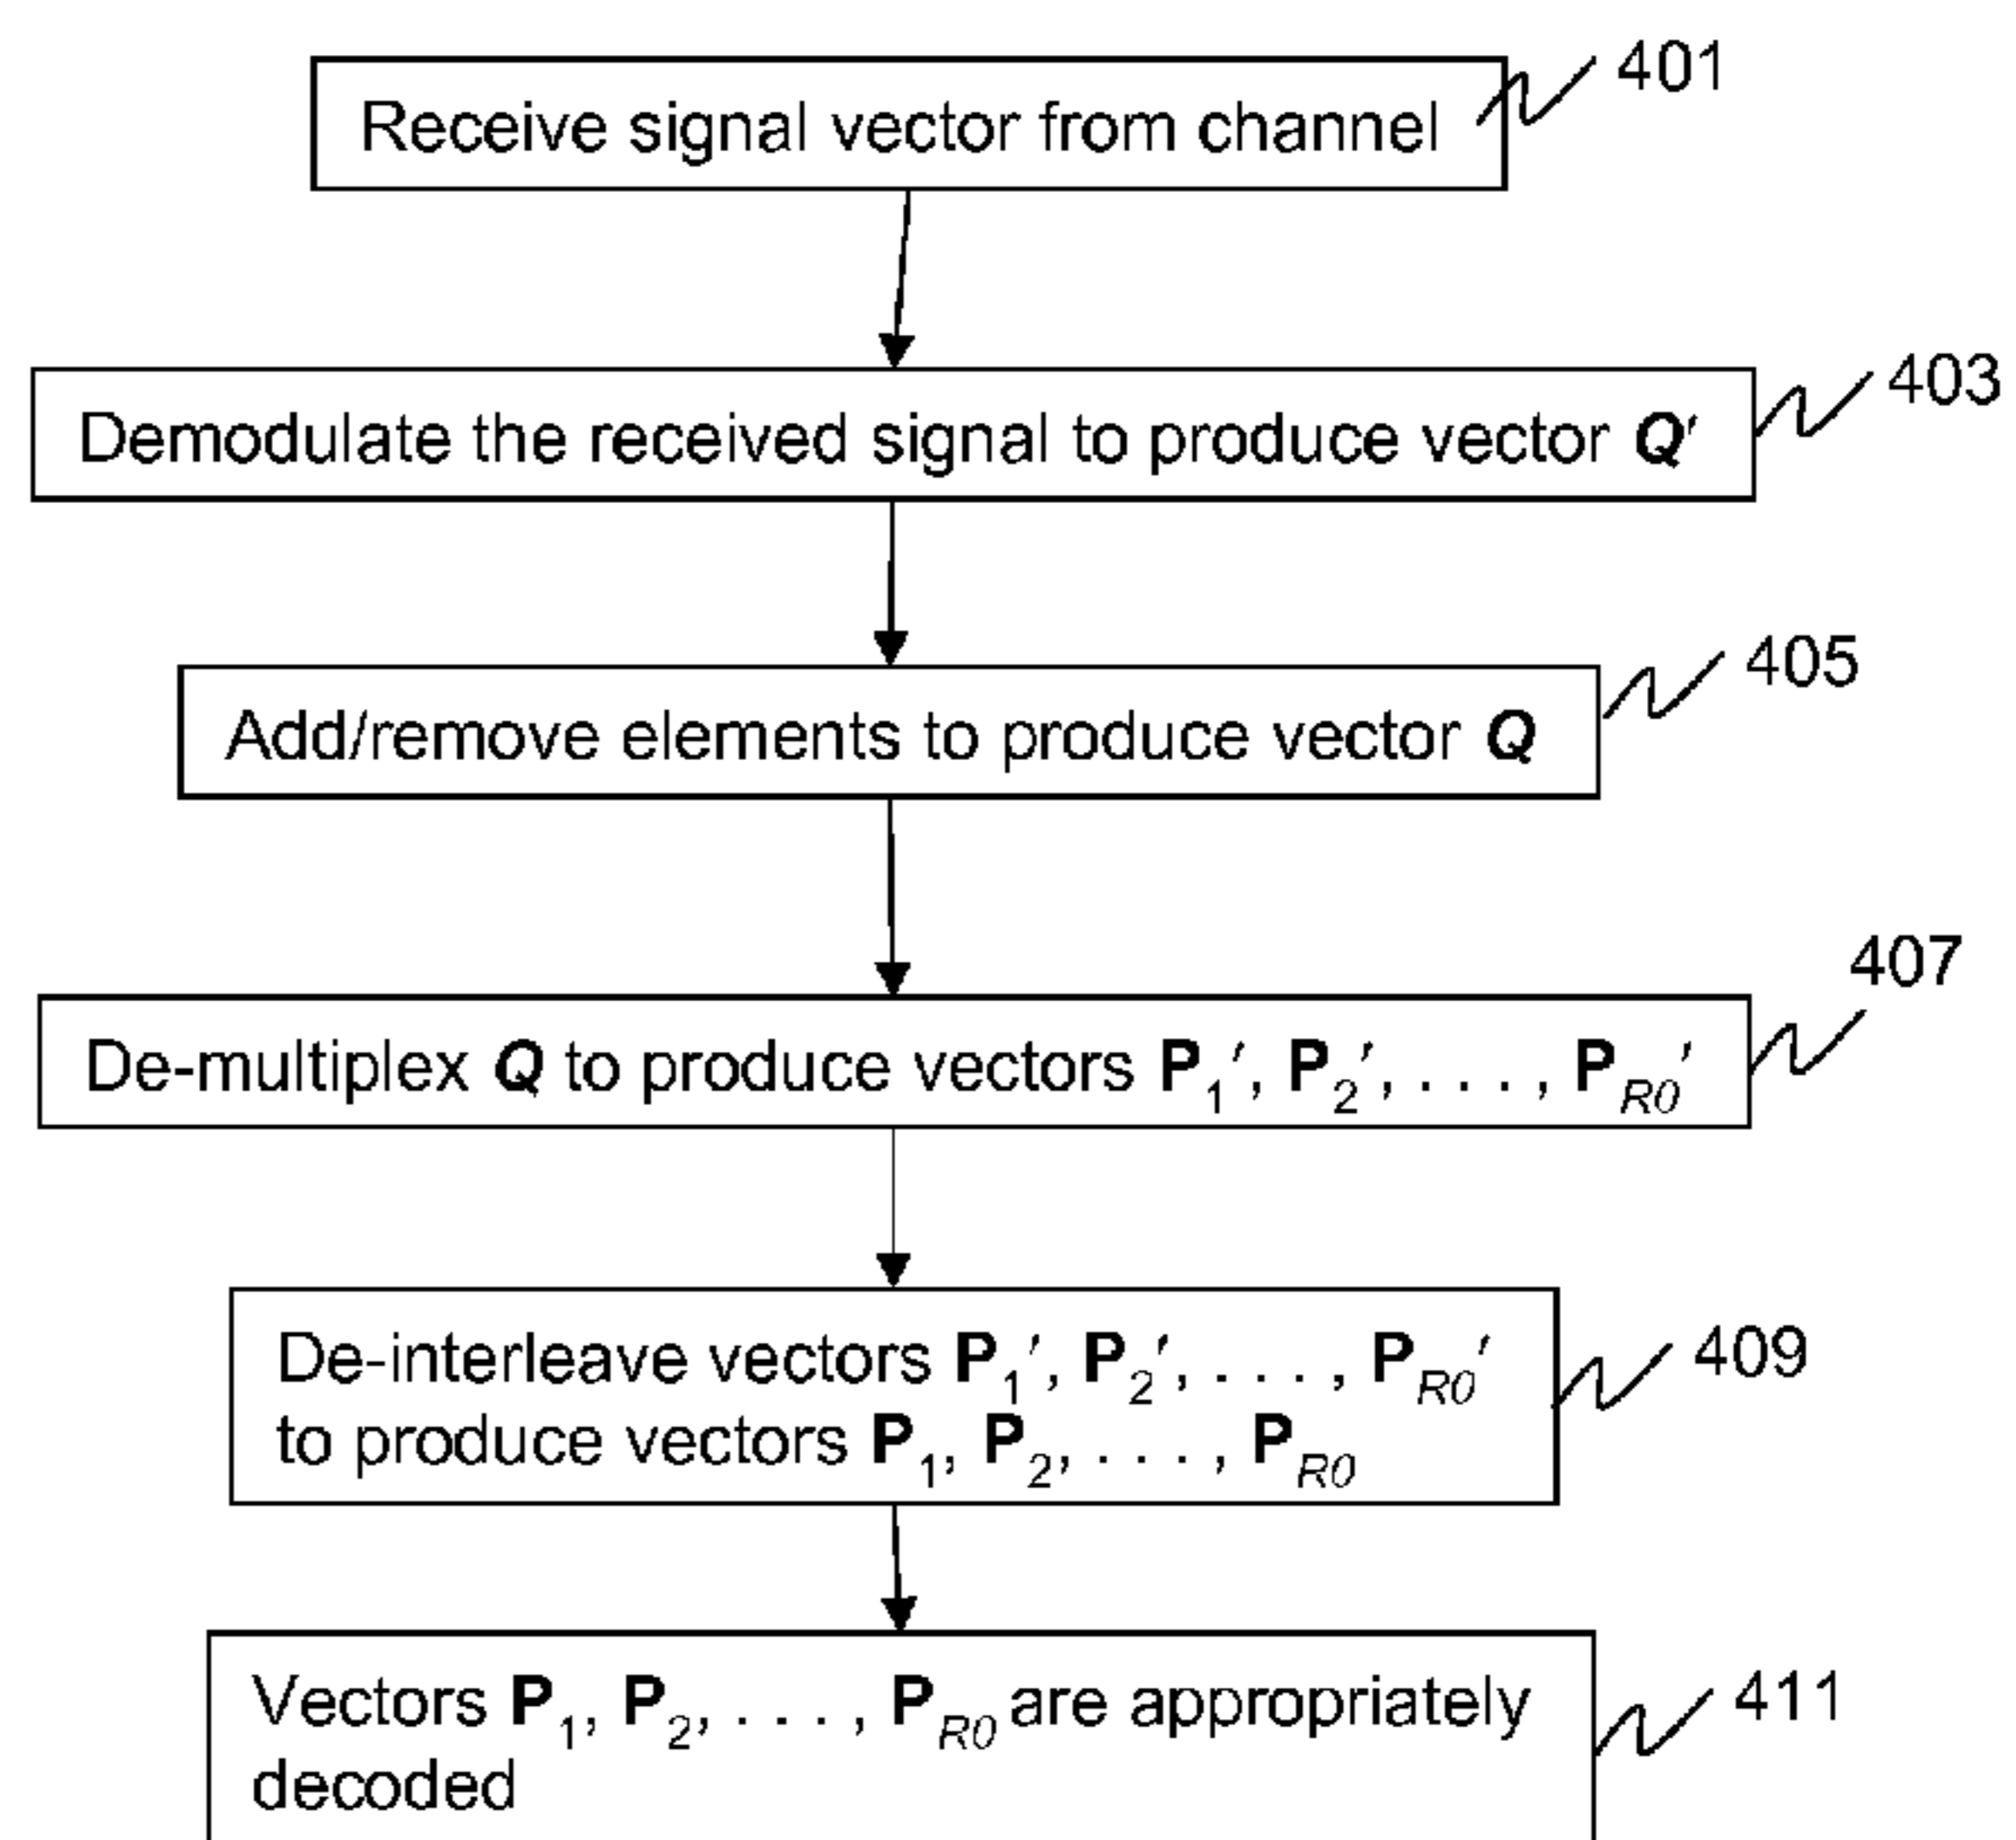 401
Receive signal vector from channel
403
Demodulate the received signal to produce vector Q'
405
Add/remove elements to produce vector Q
407
De-multiplex Q to produce vectors P1', P2', . . . , PR0'
409
De-interleave vectors P1', P2', . . . , PR0'
to produce vectors P1, P2, . . . , PR0
411
Vectors P1, P2, . . . , PR0 are appropriately
decoded